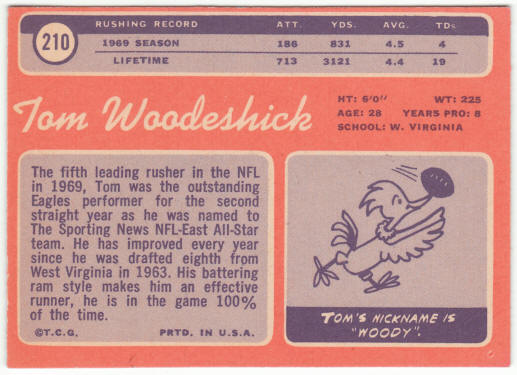 210
RUSHING RECORD ATT. YDS. AVG. TDs
1969 SEASON 186 831 4.5 4
LIFETIME 713 3121 4.4 19
Tom Woodeshick
HT: 6'0" WT: 225
AGE: 28 YEARS PRO: 8
SCHOOL: W. VIRGINIA
The fifth leading rusher in the NFL
in 1969, Tom was the outstanding
Eagles performer for the second
straight year as he was named to
The Sporting News NFL-East All-Star
team. He has improved every year
since he was drafted eighth from
West Virginia in 1963. His battering
ram style makes him an effective
runner, he is in the game 100%
of the time.
©T.C.G. PRTD. IN U.S.A.
TOM'S NICKNAME IS
"WOODY".